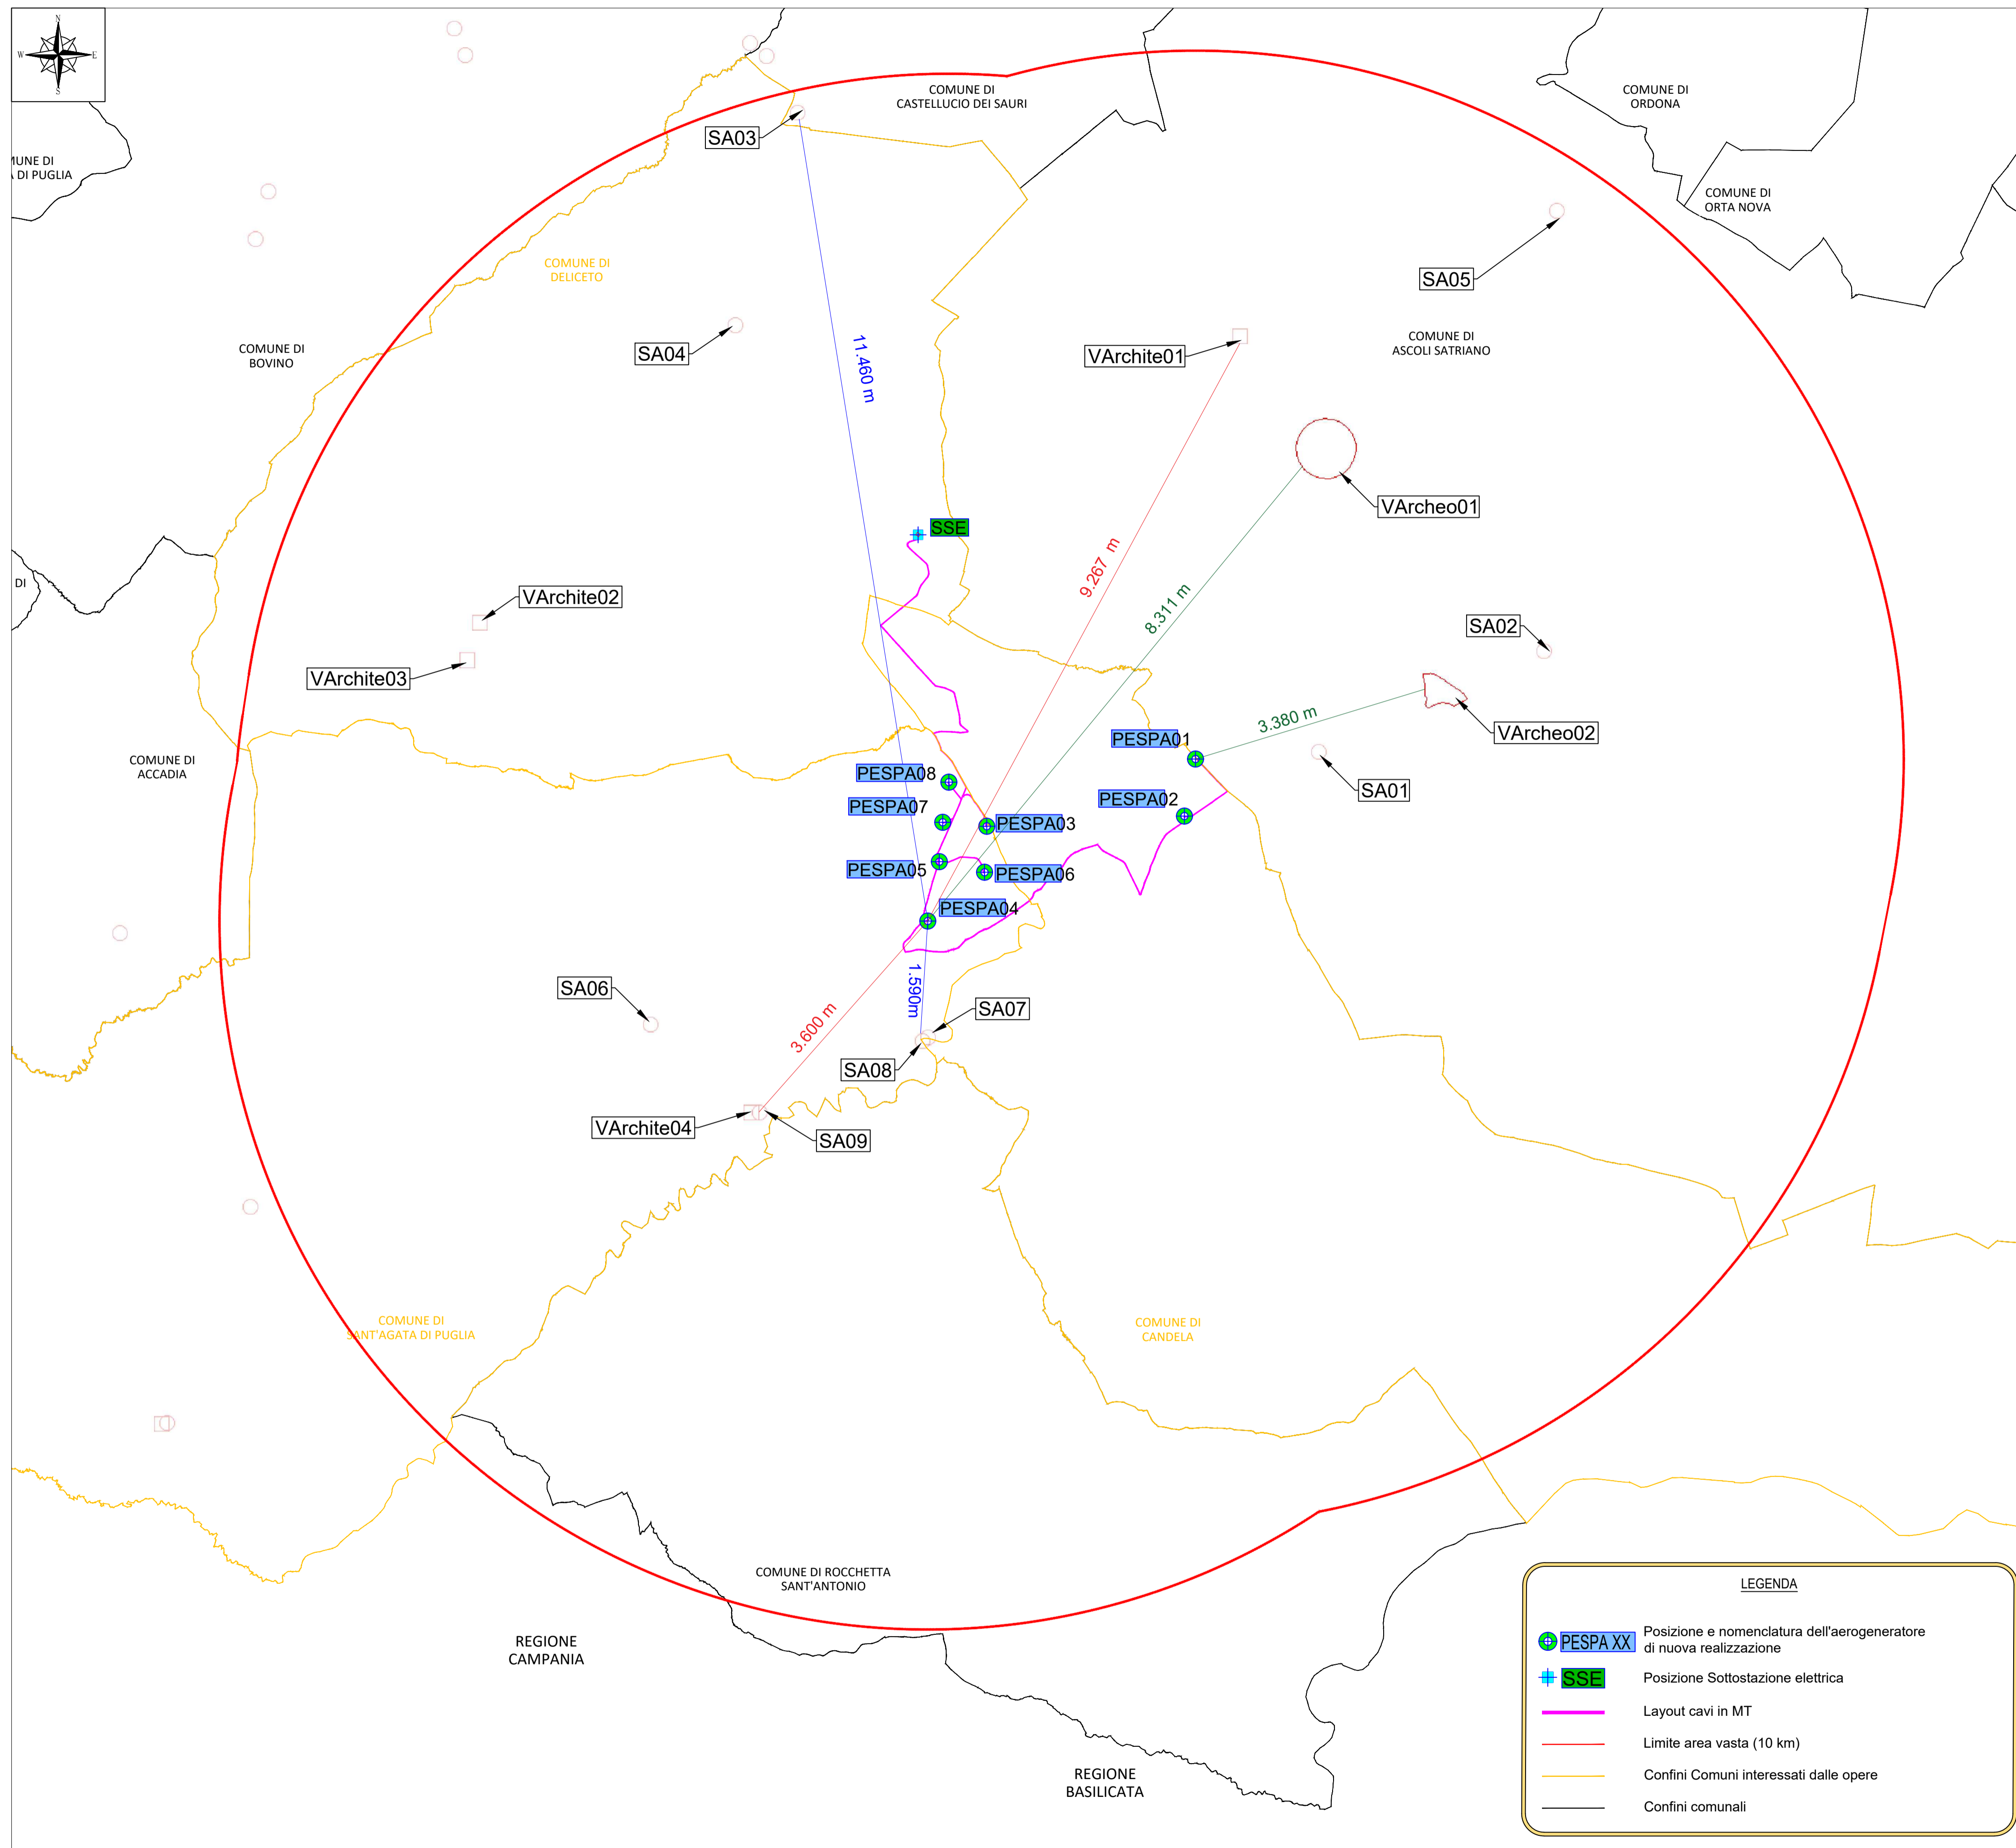 N
W
E
S
COMUNE DI
CASTELLUCIO DEI SAURI
COMUNE DI
ORDONA
SA03
MUNE DI
A DI PUGLIA
COMUNE DI
ORTA NOVA
COMUNE DI
DELICETO
SA05
COMUNE DI
BOVINO
SA04
11.460 m
VArchite01
COMUNE DI
ASCOLI SATRIANO
VArcheo01
SSE
9.267 m
8.311 m
DI
VArchite02
SA02
VArchite03
3.380 m
VArcheo02
PESPA01
COMUNE DI
ACCADIA
PESPA08
SA01
PESPA02
PESPA07
PESPA03
PESPA05
PESPA06
PESPA04
1.590m
SA06
SA07
3.600 m
SA08
VArchite04
SA09
COMUNE DI
SANT'AGATA DI PUGLIA
COMUNE DI
CANDELA
COMUNE DI ROCCHETTA
SANT'ANTONIO
REGIONE
CAMPANIA
REGIONE
BASILICATA
LEGENDA
PESPA XX
Posizione e nomenclatura dell'aerogeneratore
di nuova realizzazione
SSE
Posizione Sottostazione elettrica
Layout cavi in MT
Limite area vasta (10 km)
Confini Comuni interessati dalle opere
Confini comunali